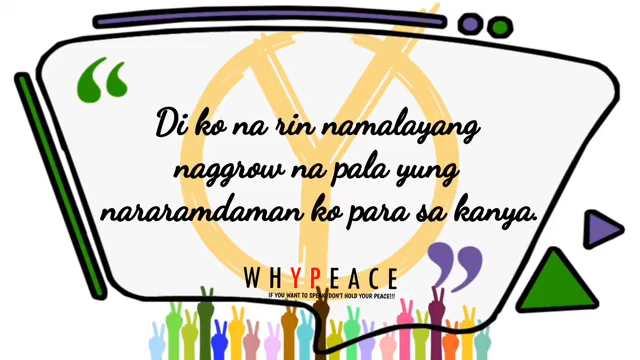 Di ko na rin namalayang
naggrow na pala yung
nararamdaman ko para sa kanya.
WHYPEACE
IF YOU WANT TO SPEAK, DON'T HOLD YOUR PEACE!!!